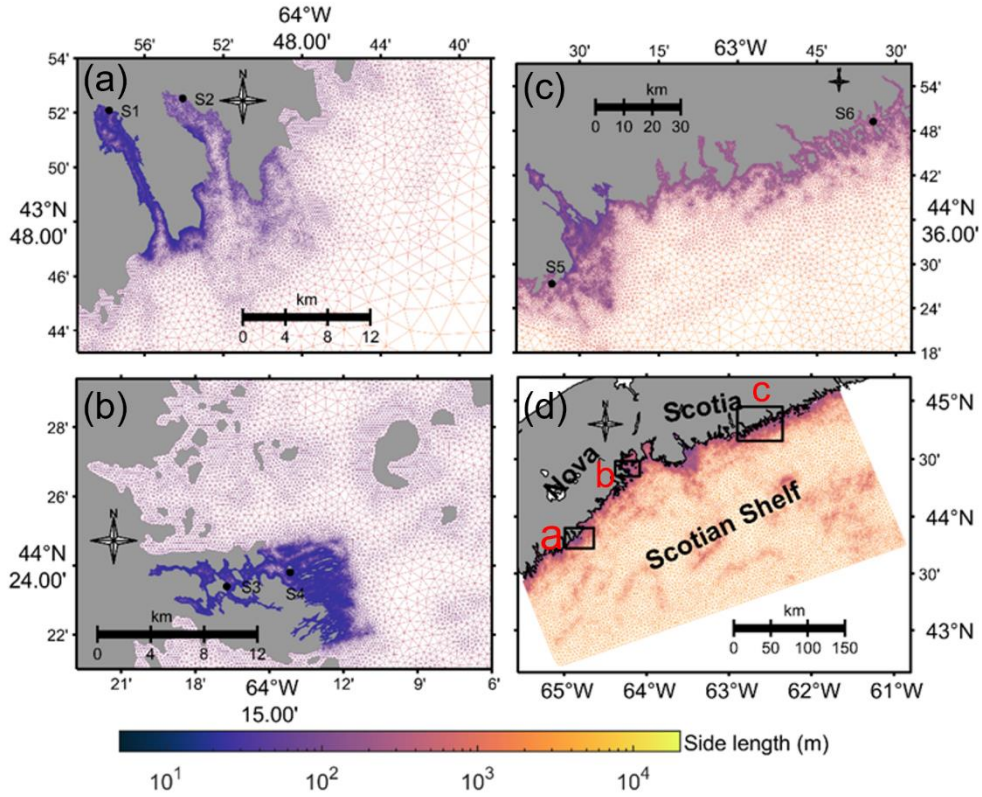 64°W
56' 52' 48.00' 44' 40'
54'
(a)
N
S1
S2
52'
50'
43°N
48.00'
46'
44'
km
0 4 8 12
30' 15' 63°W 45' 30'
(c)
km
0 10 20 30
N
S6
S5
54'
48'
42'
44°N
36.00'
30'
24'
18'
(b)
28'
26'
N
44°N
24.00'
22'
S3
S4
km
0 4 8 12
21' 18' 64°W 12' 9' 6'
15.00'
(d)
N
Nova Scotia
Scotian Shelf
a
b
c
km
0 50 100 150
45°N
30'
44°N
30'
43°N
65°W 64°W 63°W 62°W 61°W
Side length (m)
10¹ 10² 10³ 10⁴